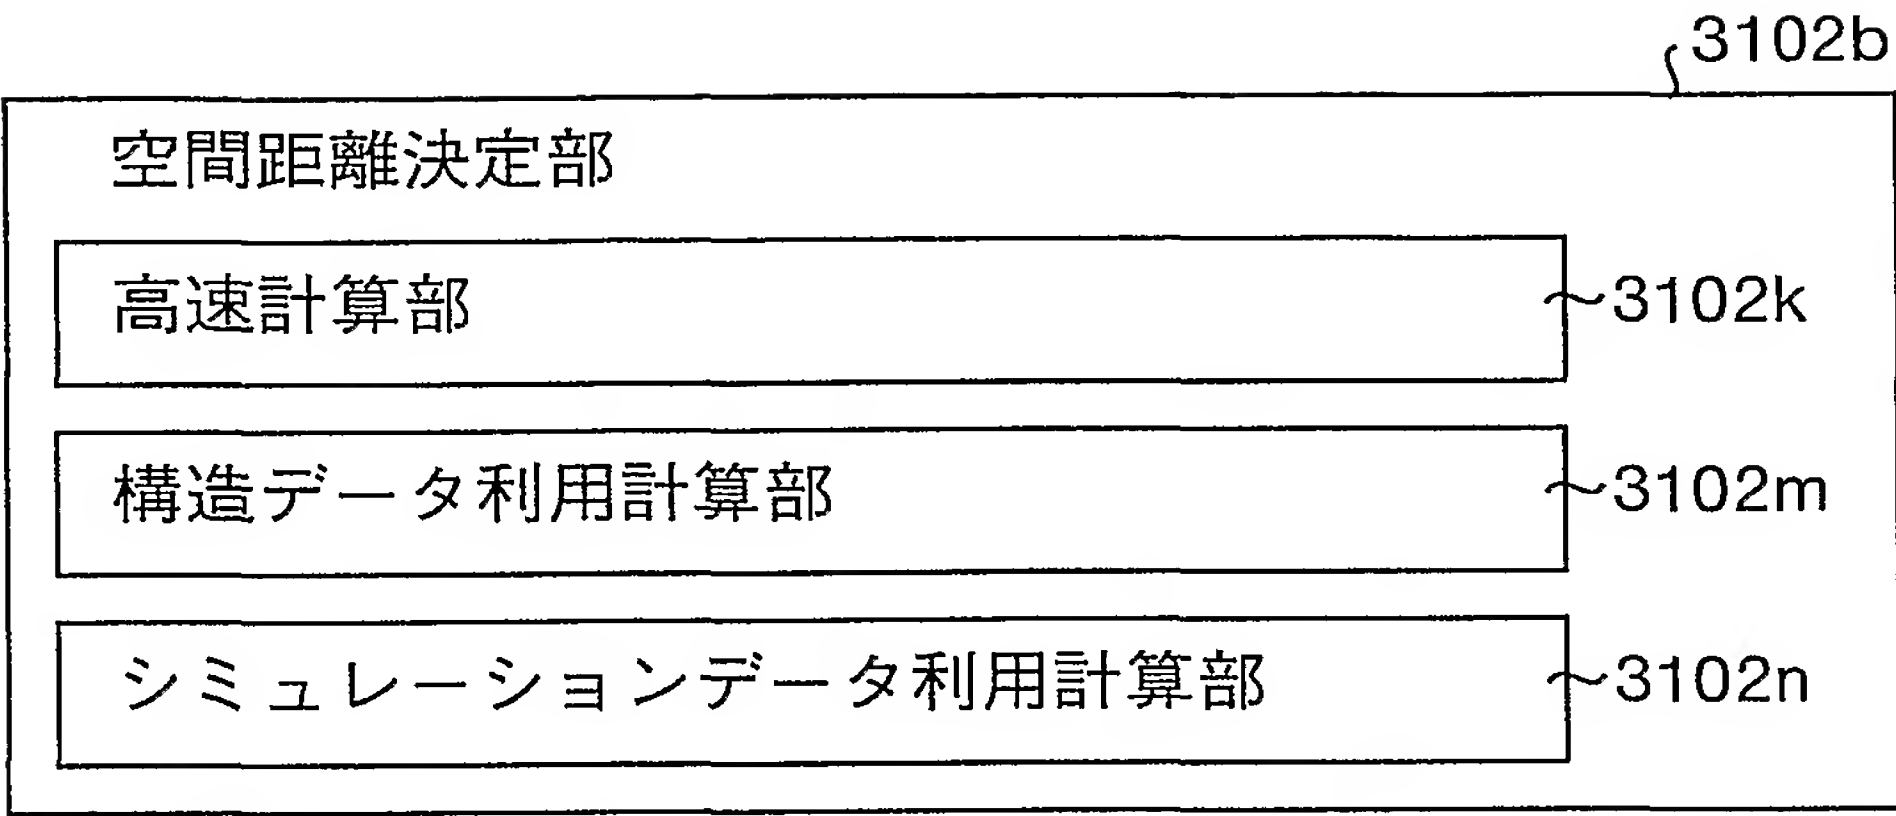 3102b
空間距離決定部
高速計算部 3102k
構造データ利用計算部 3102m
シミュレーションデータ利用計算部 3102n